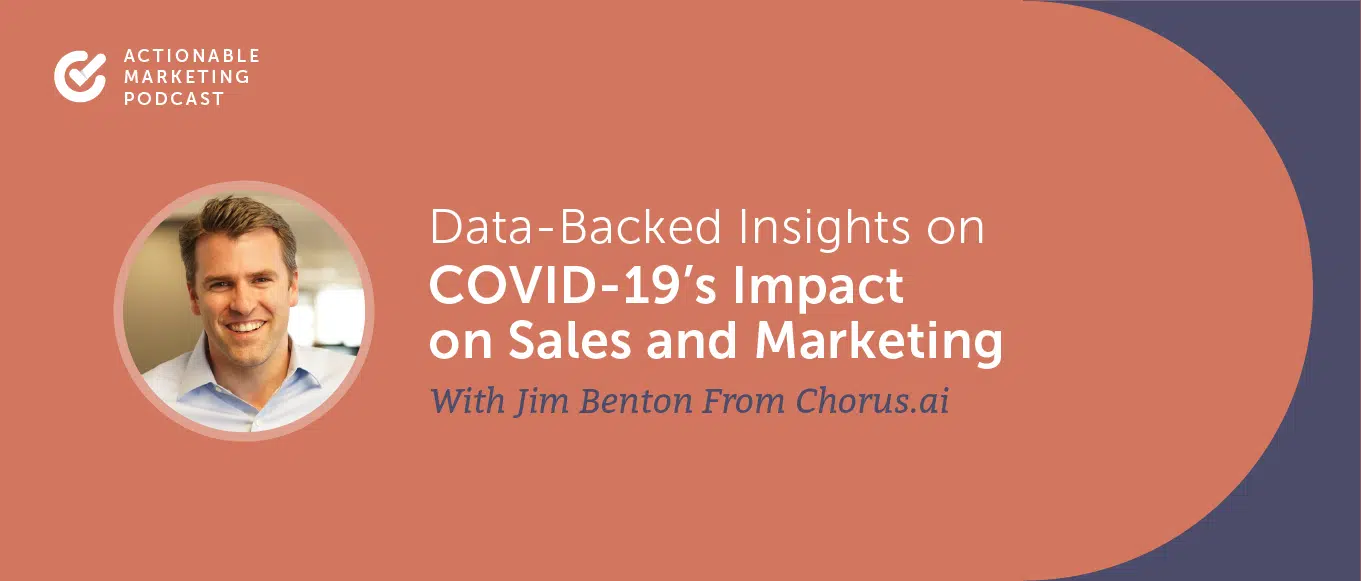 ACTIONABLE
MARKETING
PODCAST
Data-Backed Insights on
COVID-19’s Impact
on Sales and Marketing
With Jim Benton From Chorus.ai